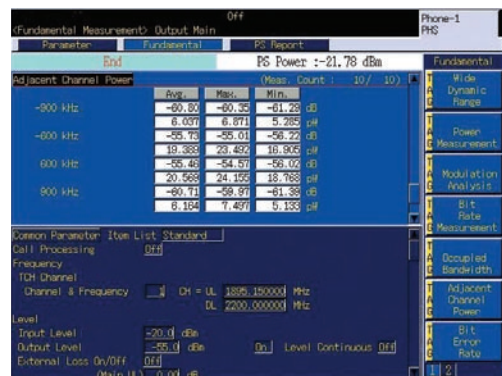 Off
<Fundamental Measurement> Output Main
Phone-1
PHS
Parameter Fundamental PS Report
Fundamental
End PS Power :-21.78 dBm
Adjacent Channel Power (Meas. Count : 10/ 10)
Avg. Max. Min.
-900 kHz -60.80 -60.35 -61.28 dB
6.037 6.871 5.285 pW
-600 kHz -55.73 -55.01 -56.22 dB
19.388 23.492 16.905 pW
600 kHz -55.46 -54.57 -56.02 dB
20.568 24.155 18.768 pW
900 kHz -60.71 -59.97 -61.38 dB
6.164 7.497 5.133 pW
Wide
Dynamic
Range
Power
Measurement
Modulation
Analysis
Bit
Rate
Measurement
Occupied
Bandwidth
Adjacent
Channel
Power
Bit
Error
Rate
1 2
Common Parameter Item List Standard
Call Processing Off
Frequency
TCH Channel
Channel & Frequency 1 CH = UL 1895.150000 MHz
DL 2200.000000 MHz
Level
Input Level -20.0 dBm
Output Level -55.0 dBm On Level Continuous Off
External Loss On/Off Off
(Main UL) 0.00 dB